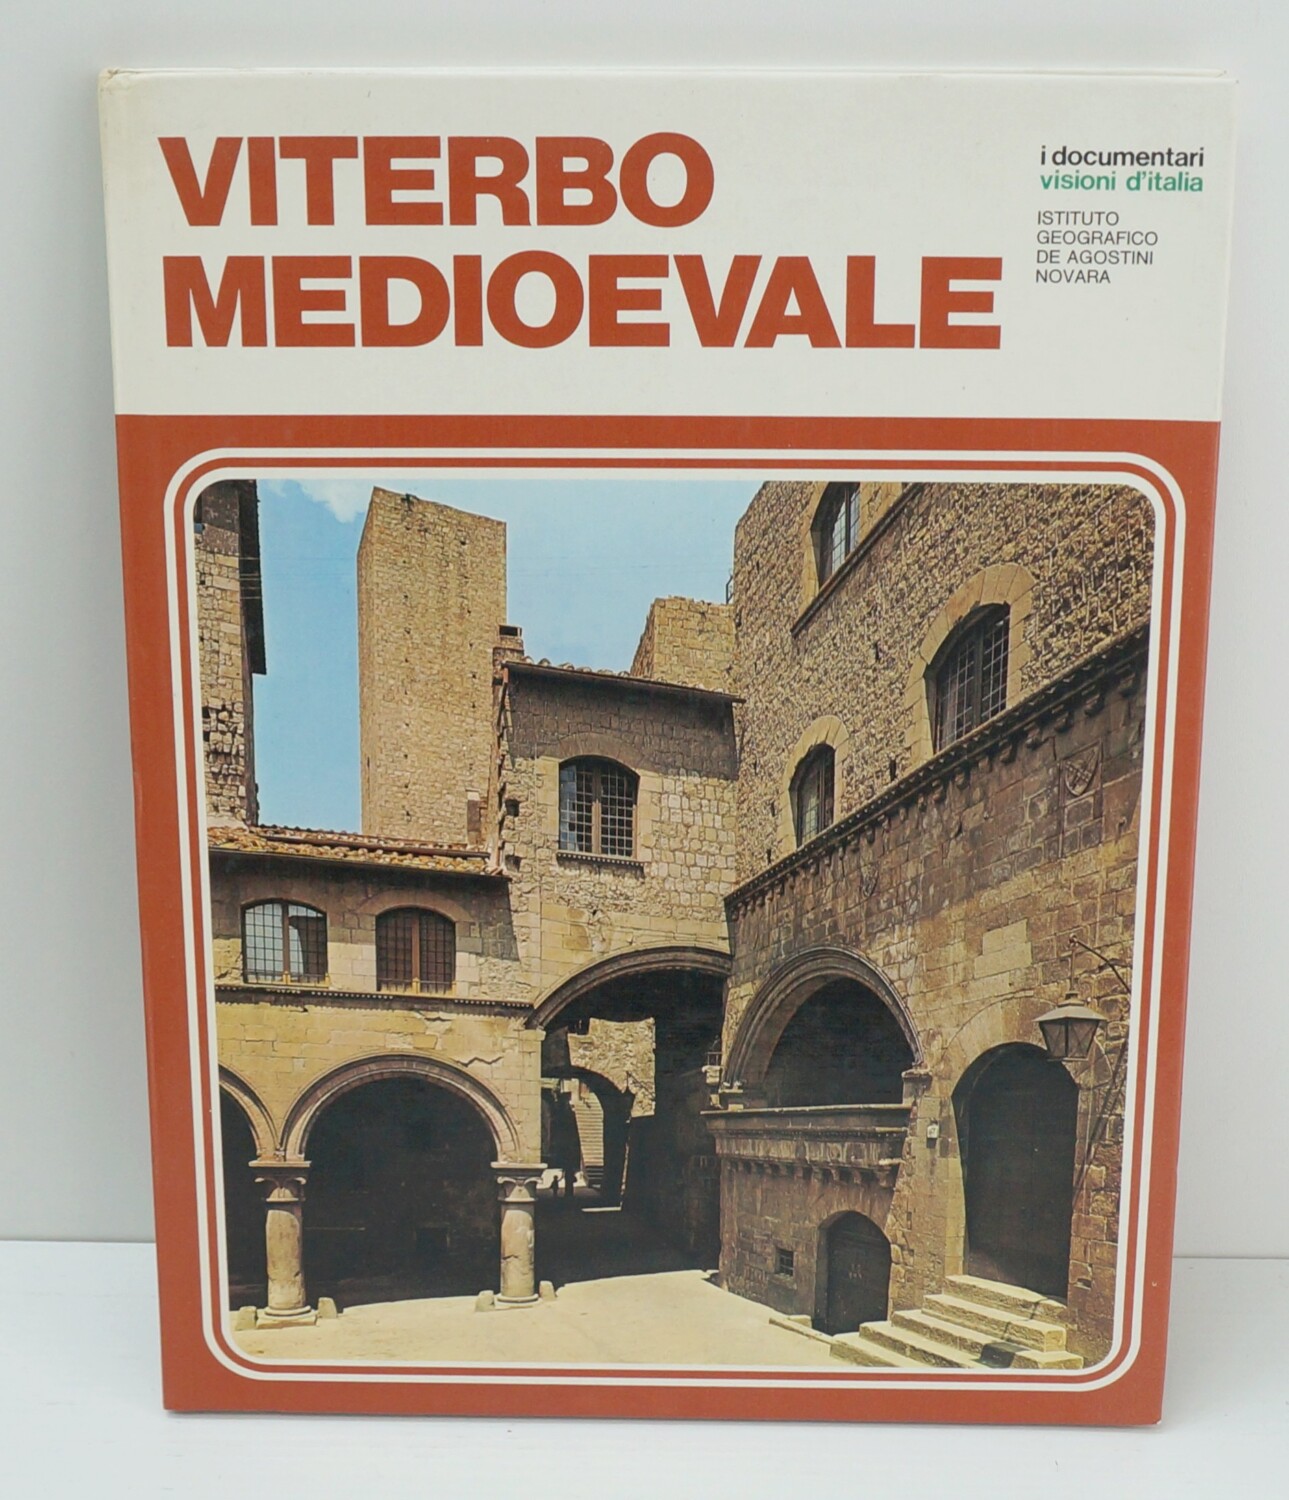 VITERBO
MEDIOEVALE
i documentari
visioni d'italia
ISTITUTO
GEOGRAFICO
DE AGOSTINI
NOVARA